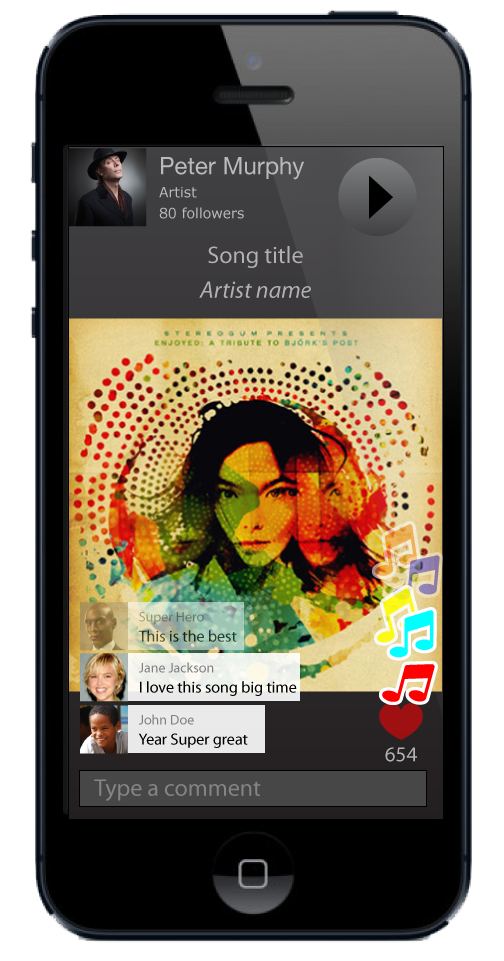 Peter Murphy
Artist
80 followers
Song title
Artist name
STEREOGUM PRESENTS
ENJOYED: A TRIBUTE TO BJÖRK'S POST
Super Hero
This is the best
Jane Jackson
I love this song big time
John Doe
Year Super great
654
Type a comment